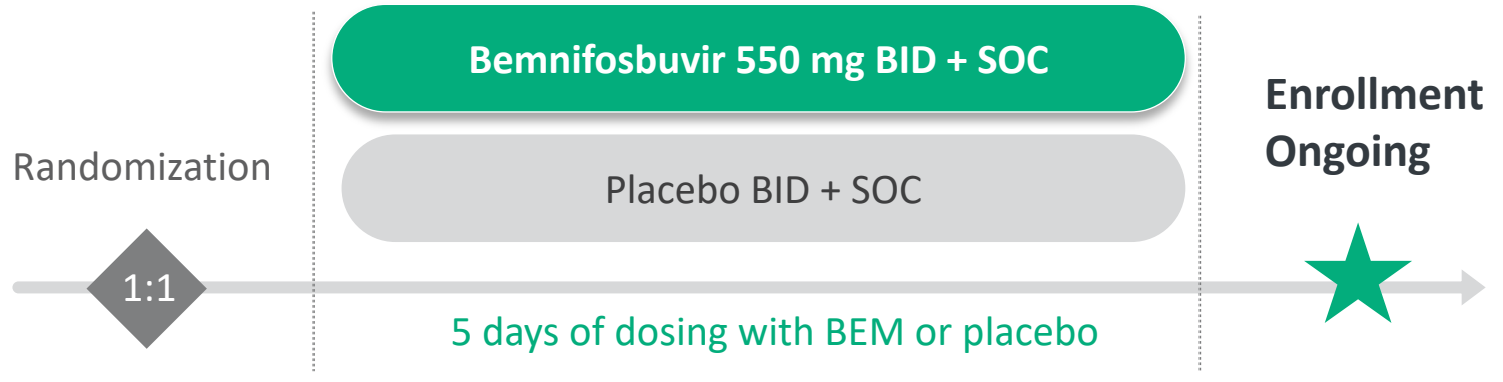 Randomization
1:1
Bemnifosbuvir 550 mg BID + SOC
Placebo BID + SOC
5 days of dosing with BEM or placebo
Enrollment
Ongoing